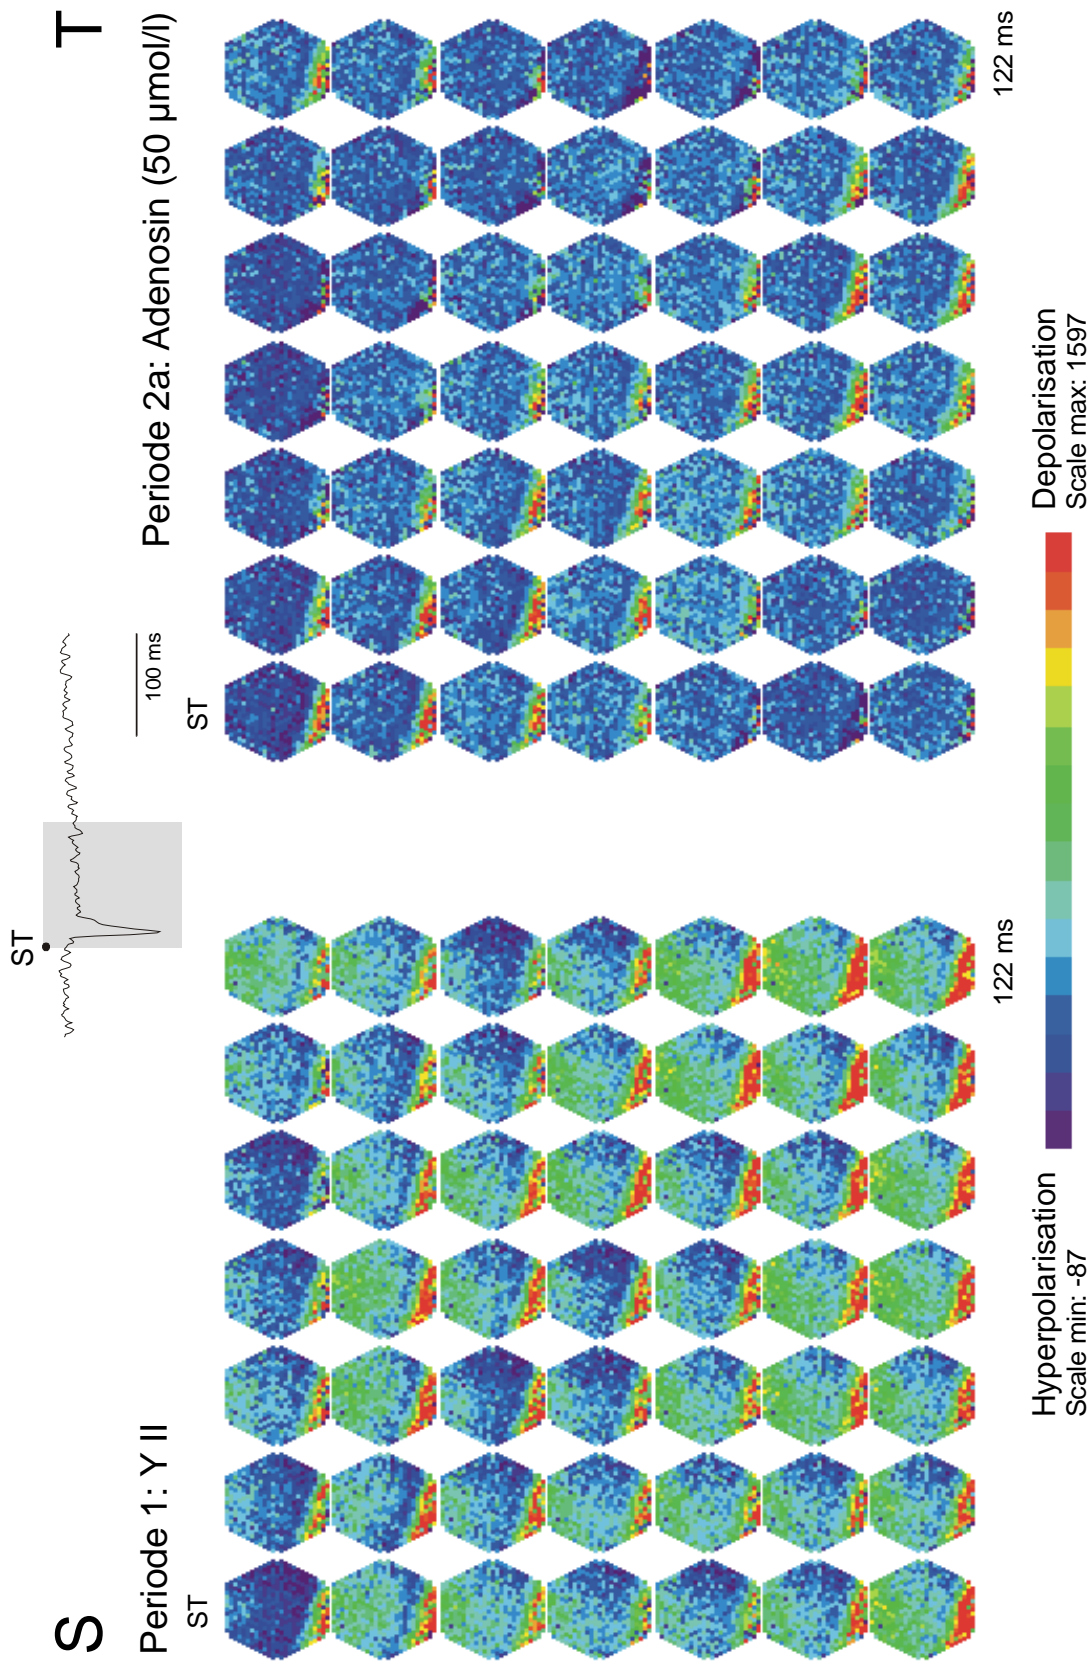 S
T
Periode 1: Y II
Periode 2a: Adenosin (50 µmol/l)
ST
100 ms
ST
ST
122 ms
122 ms
Hyperpolarisation
Scale min: -87
Depolarisation
Scale max: 1597